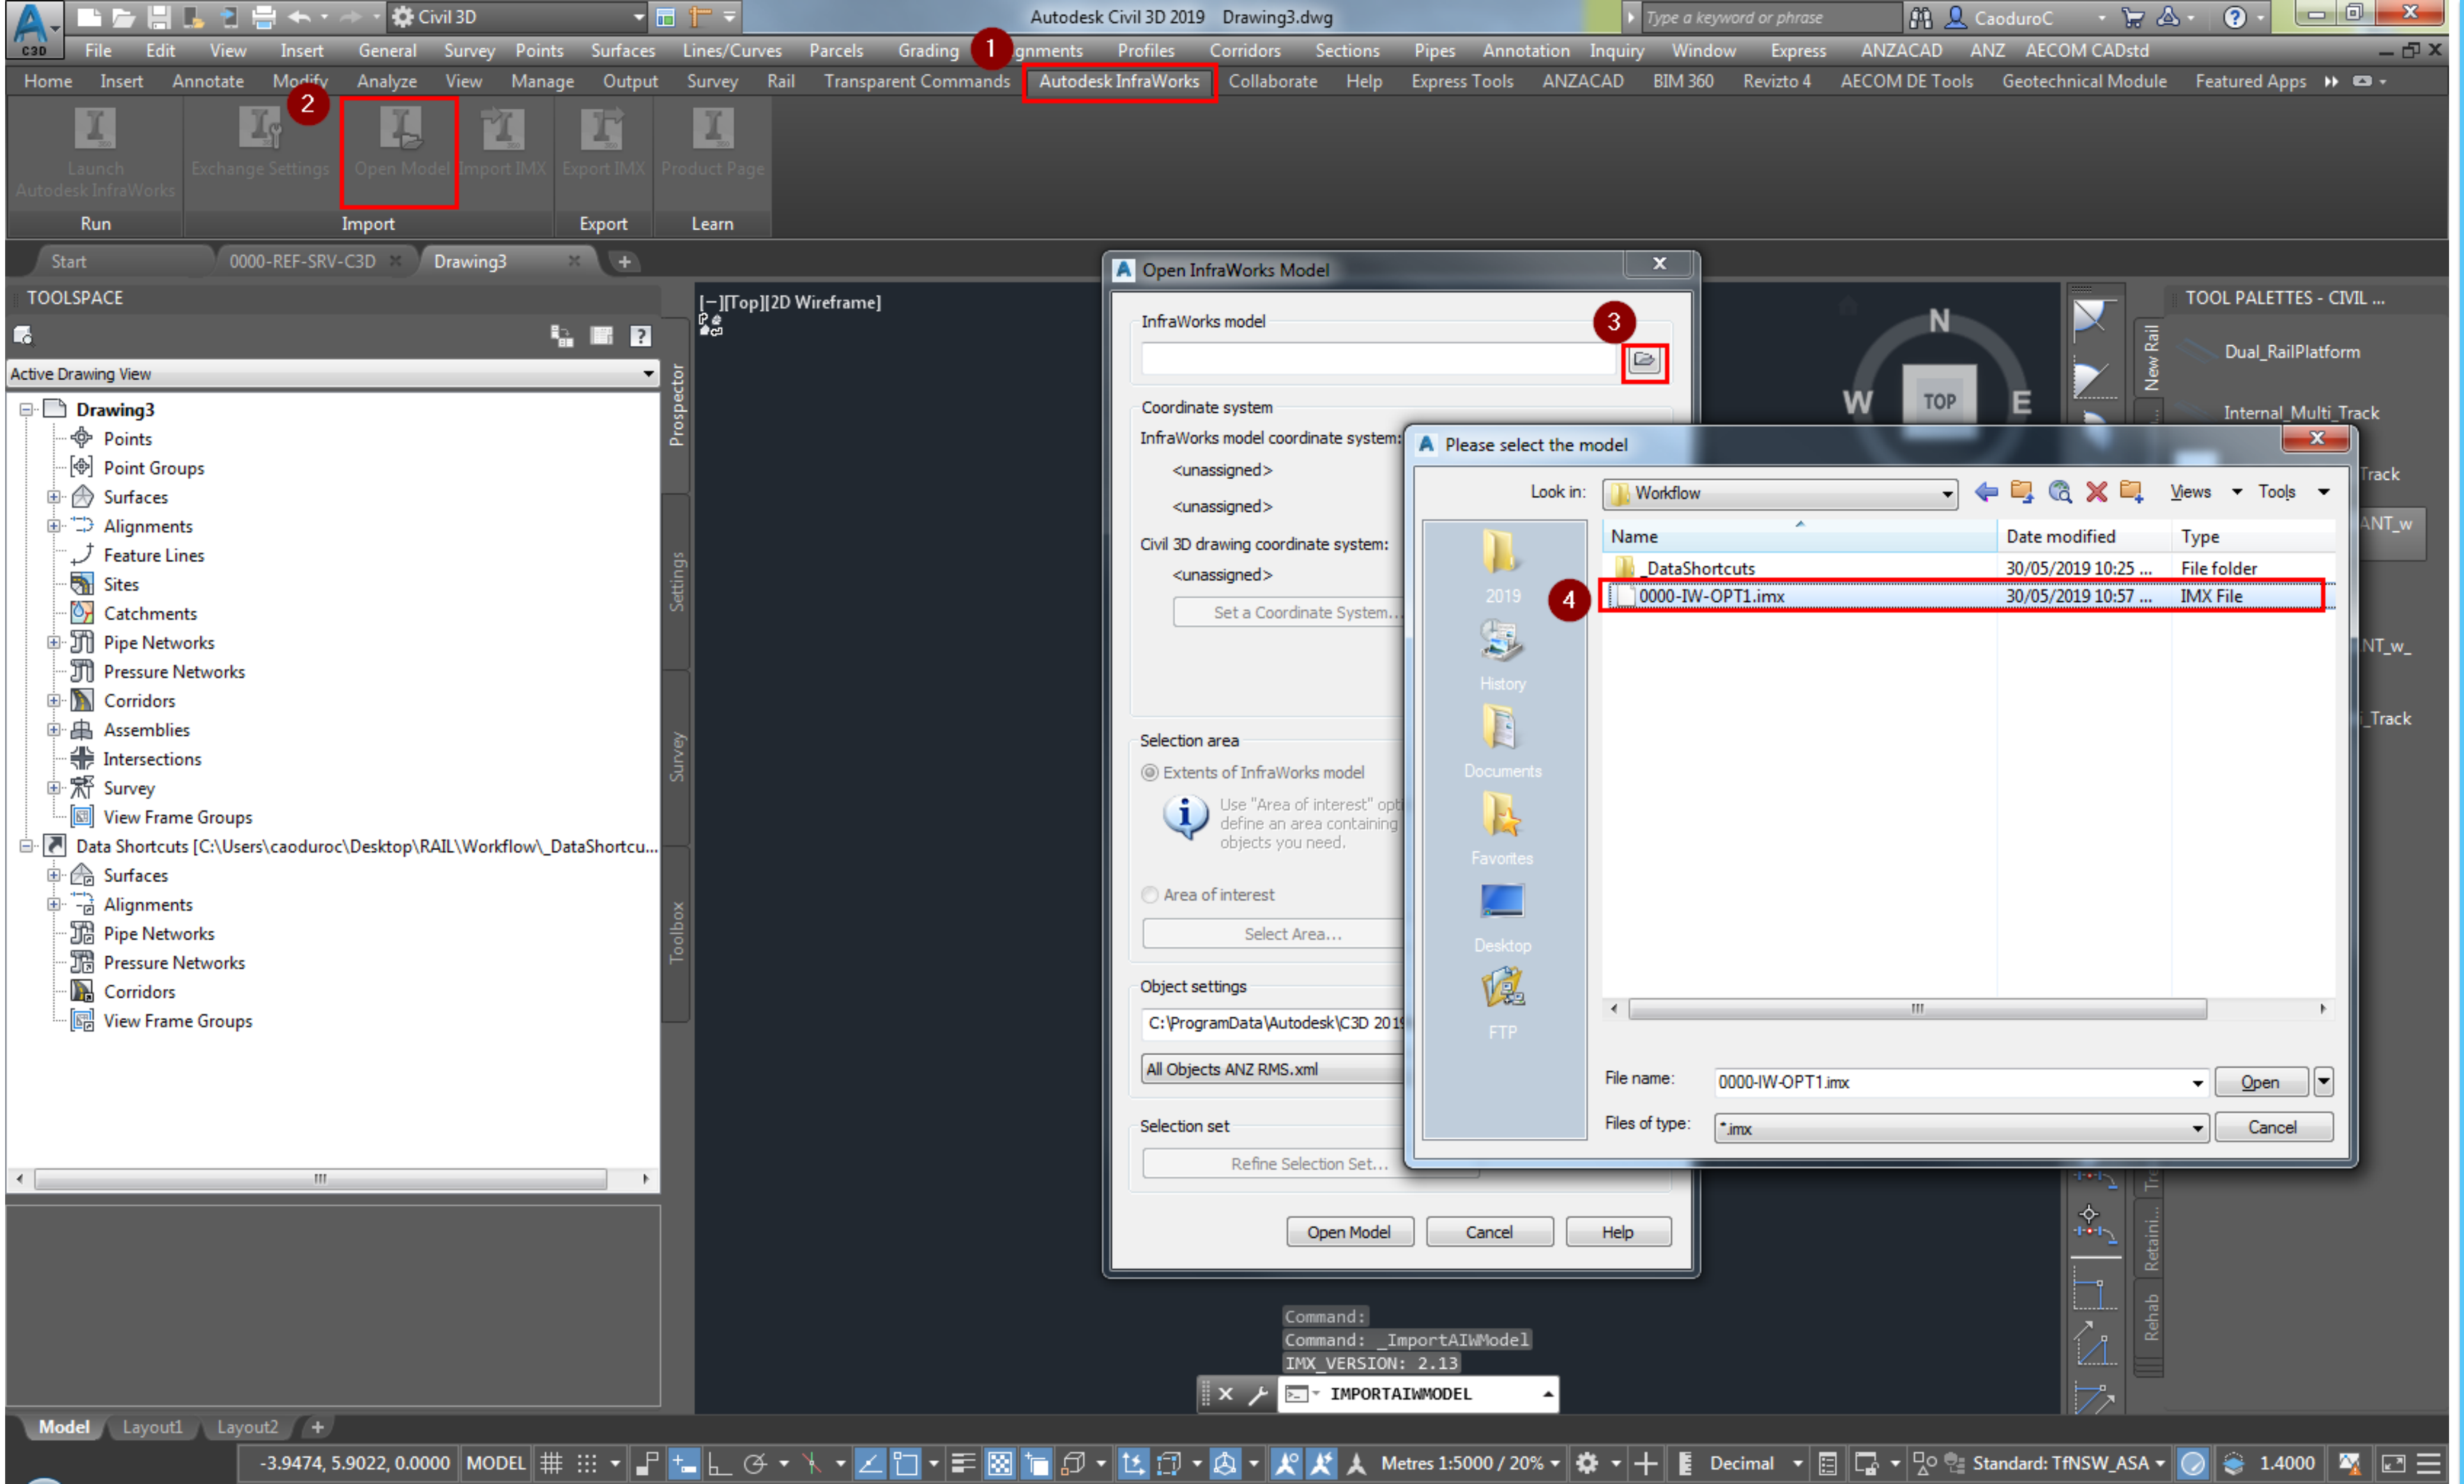 Civil 3D
Autodesk Civil 3D 2019 Drawing3.dwg
Type a keyword or phrase
CaoduroC
C3D
File Edit View Insert General Survey Points Surfaces Lines/Curves Parcels Grading 1 gnments Profiles Corridors Sections Pipes Annotation Inquiry Window Express ANZACAD ANZ AECOM CADstd
Home Insert Annotate Modify Analyze View Manage Output Survey Rail Transparent Commands Autodesk InfraWorks Collaborate Help Express Tools ANZACAD BIM 360 Revizto 4 AECOM DE Tools Geotechnical Module Featured Apps
2
Launch Autodesk InfraWorks
Exchange Settings
Open Model
Import IMX
Export IMX
Product Page
Run
Import
Export
Learn
Start
0000-REF-SRV-C3D
Drawing3
TOOLSPACE
Active Drawing View
Drawing3
Points
Point Groups
Surfaces
Alignments
Feature Lines
Sites
Catchments
Pipe Networks
Pressure Networks
Corridors
Assemblies
Intersections
Survey
View Frame Groups
Data Shortcuts [C:\Users\caoduroc\Desktop\RAIL\Workflow\_DataShortcu...
Surfaces
Alignments
Pipe Networks
Pressure Networks
Corridors
View Frame Groups
Prospector
Settings
Survey
Toolbox
[−][Top][2D Wireframe]
Open InfraWorks Model
InfraWorks model
3
Coordinate system
InfraWorks model coordinate system:
<unassigned>
<unassigned>
Civil 3D drawing coordinate system:
<unassigned>
Set a Coordinate System...
Selection area
Extents of InfraWorks model
Use "Area of interest" opti
define an area containing
objects you need.
Area of interest
Select Area...
Object settings
C:\ProgramData\Autodesk\C3D 2019
All Objects ANZ RMS.xml
Selection set
Refine Selection Set...
Open Model
Cancel
Help
Please select the model
Look in:
Workflow
Views
Tools
Name
Date modified
Type
_DataShortcuts
30/05/2019 10:25 ...
File folder
4
0000-IW-OPT1.imx
30/05/2019 10:57 ...
IMX File
2019
History
Documents
Favorites
Desktop
FTP
File name:
0000-IW-OPT1.imx
Open
Files of type:
*.imx
Cancel
N
W
TOP
E
TOOL PALETTES - CIVIL ...
New Rail
Dual_RailPlatform
Internal_Multi_Track
Track
ANT_w
NT_w_
_Track
Retaini...
Rehab
Command:
Command: _ImportAIWModel
IMX_VERSION: 2.13
IMPORTAIWMODEL
Model
Layout1
Layout2
-3.9474, 5.9022, 0.0000
MODEL
Metres 1:5000 / 20%
Decimal
Standard: TfNSW_ASA
1.4000